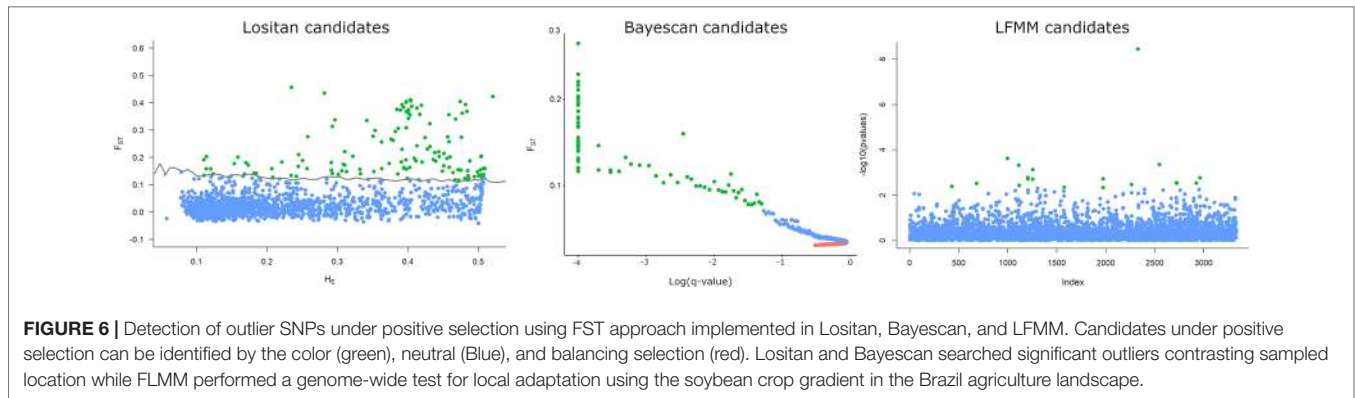 Lositan candidates
Bayescan candidates
LFMM candidates
0.6
0.5
0.4
0.3
0.2
0.1
0.0
-0.1
FST
0.1
0.2
0.3
0.4
0.5
HE
0.3
0.2
0.1
FST
-4
-3
-2
-1
0
Log(q-value)
8
6
4
2
0
-log10(pvalues)
0
500
1000
1500
2000
2500
3000
Index
FIGURE 6 | Detection of outlier SNPs under positive selection using FST approach implemented in Lositan, Bayescan, and LFMM. Candidates under positive
selection can be identified by the color (green), neutral (Blue), and balancing selection (red). Lositan and Bayescan searched significant outliers contrasting sampled
location while FLMM performed a genome-wide test for local adaptation using the soybean crop gradient in the Brazil agriculture landscape.